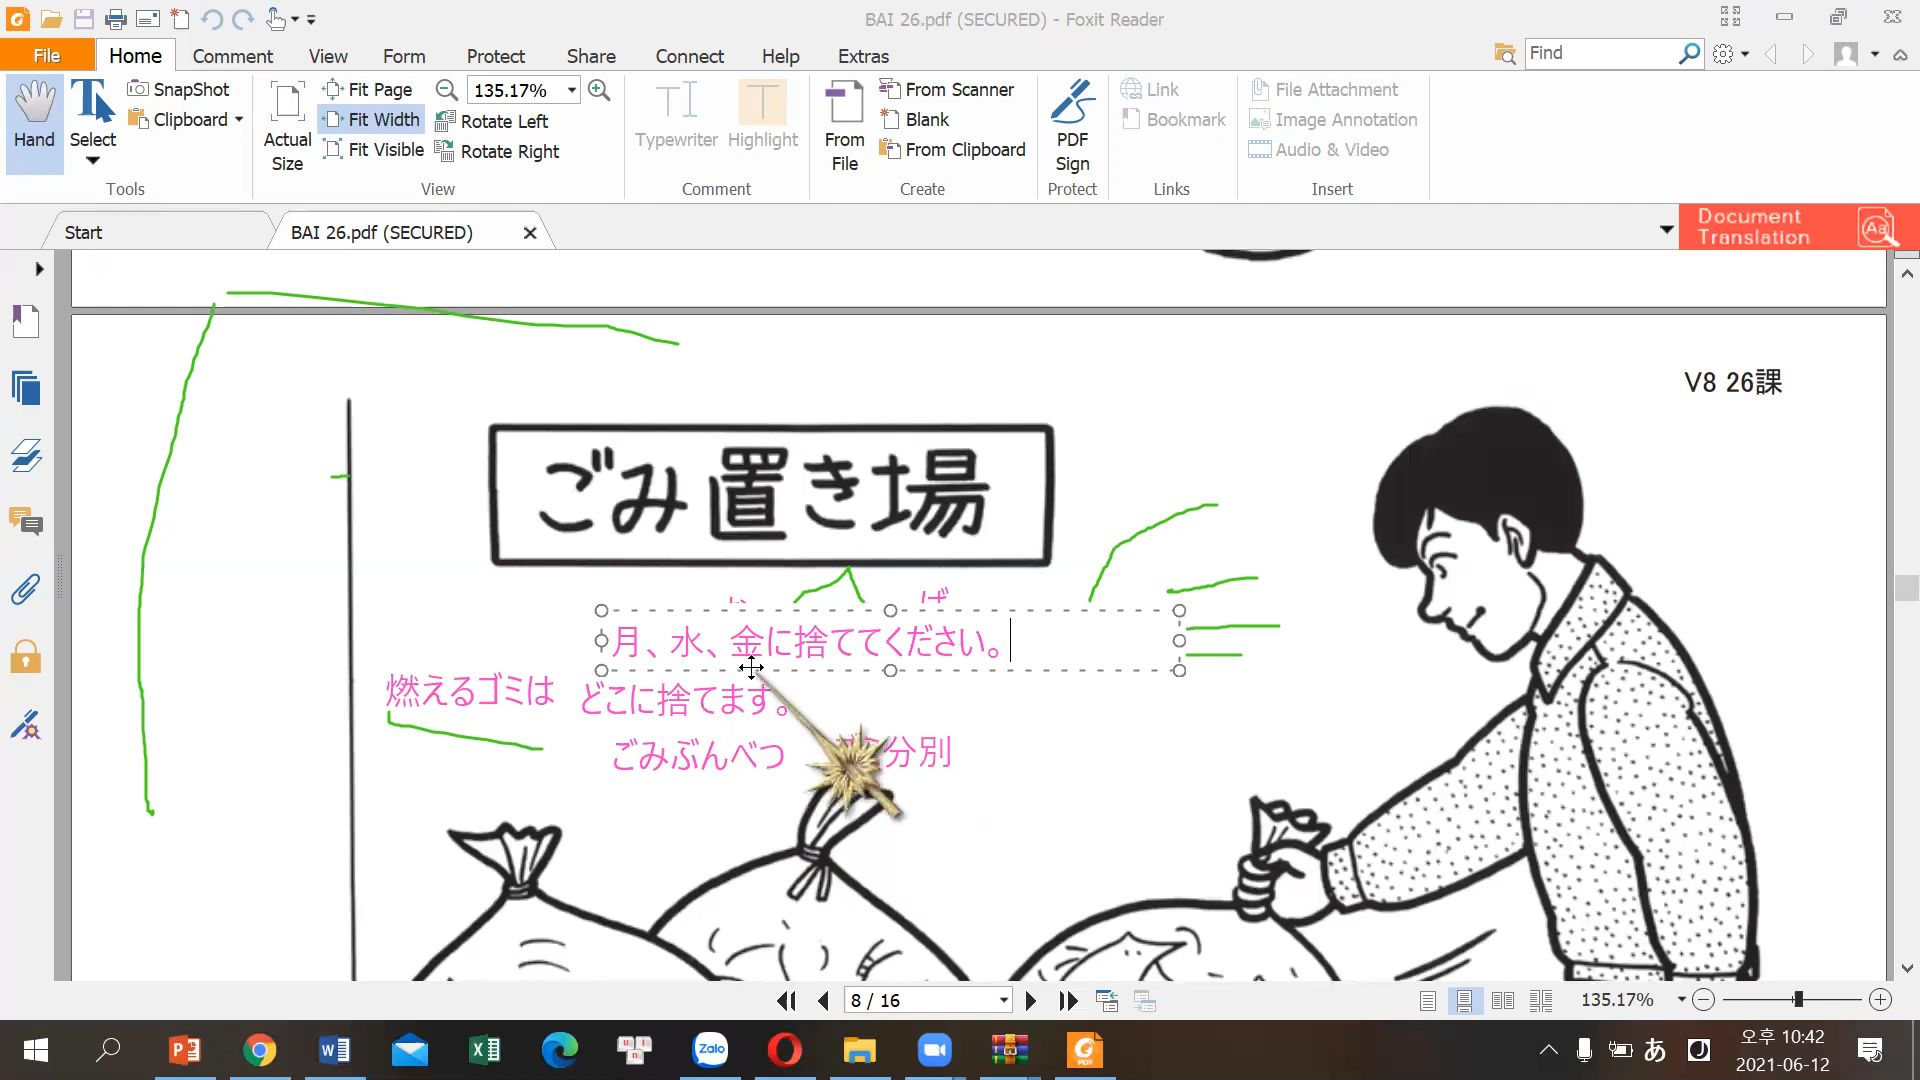 BAI 26.pdf (SECURED) - Foxit Reader
File Home Comment View Form Protect Share Connect Help Extras
Find
Hand
Select
SnapShot
Clipboard
Tools
Actual Size
Fit Page
Fit Width
Fit Visible
135.17%
Rotate Left
Rotate Right
View
Typewriter
Highlight
Comment
From File
From Scanner
Blank
From Clipboard
Create
PDF Sign
Protect
Link
Bookmark
Links
File Attachment
Image Annotation
Audio & Video
Insert
Start
BAI 26.pdf (SECURED)
Document Translation
V8 26課
ごみ置き場
ば
月、水、金に捨ててください。
燃えるゴミは どこに捨てます。
ごみぶんべつ
分別
8 / 16
135.17%
Zalo
あ
오후 10:42
2021-06-12